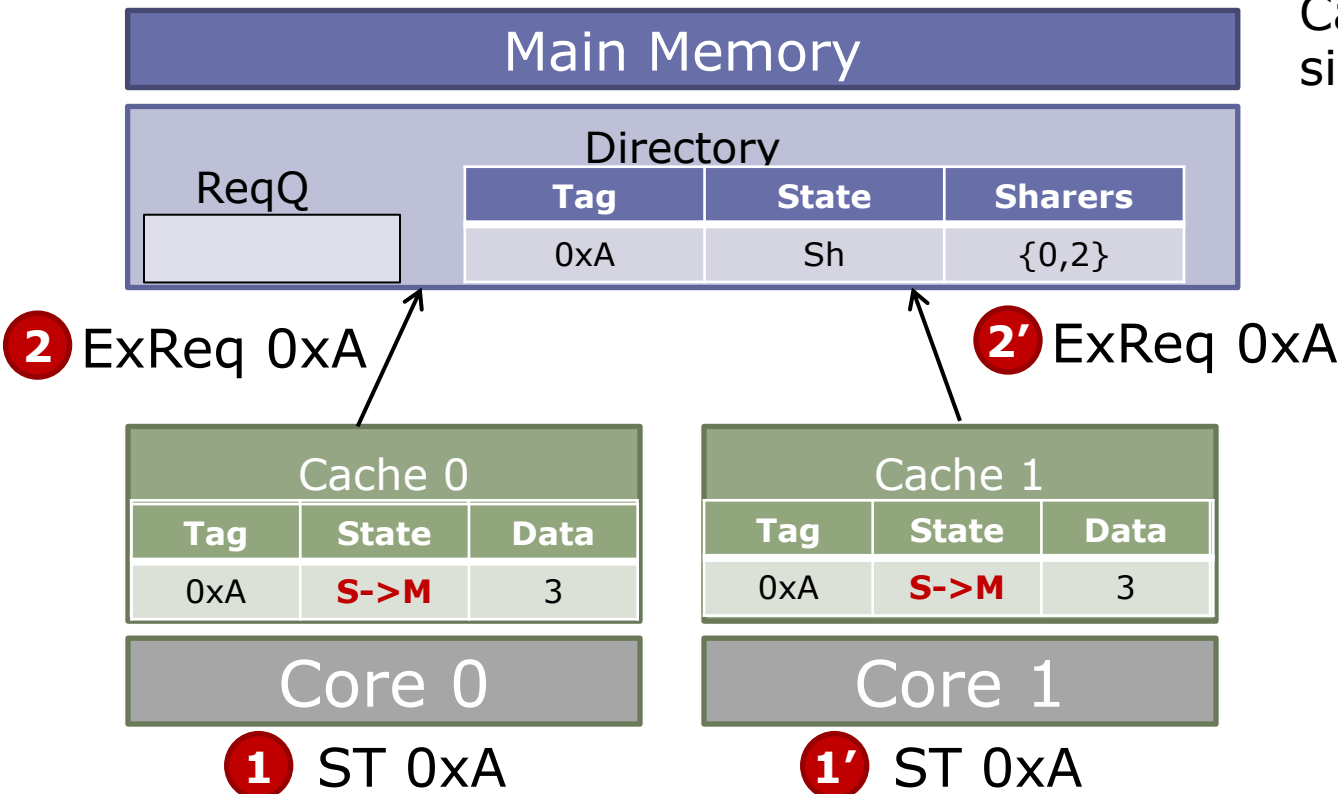 Main Memory
Directory
ReqQ
Tag State Sharers
0xA Sh {0,2}
2 ExReq 0xA
2′ ExReq 0xA
Cache 0
Tag State Data
0xA S->M 3
Core 0
1 ST 0xA
Cache 1
Tag State Data
0xA S->M 3
Core 1
1′ ST 0xA